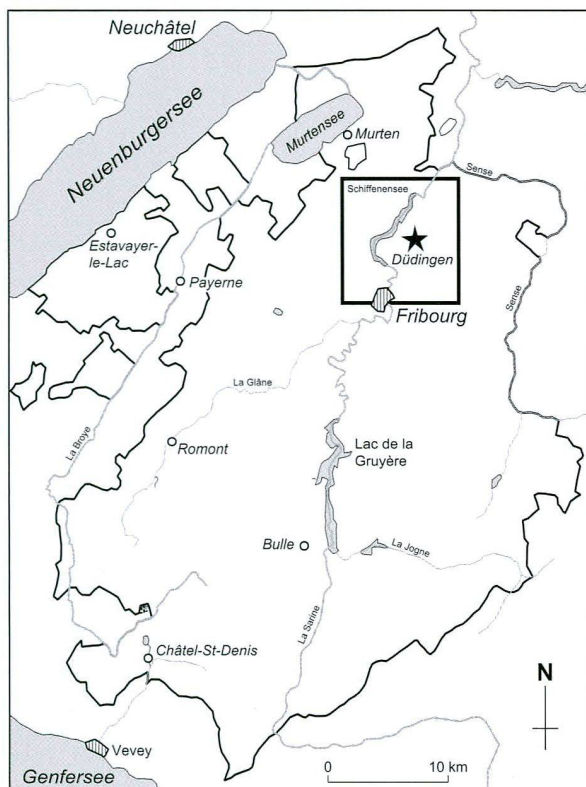 Neuchâtel
Neuenburgersee
Murtensee
Murten
Sense
Schiffenensee
Estavayer-
le-Lac
Düdingen
Sense
Payerne
Fribourg
La Glâne
La Broye
Romont
Lac de la
Gruyère
Bulle
La Jogne
La Sarine
Châtel-St-Denis
N
Vevey
Genfersee
0 10 km